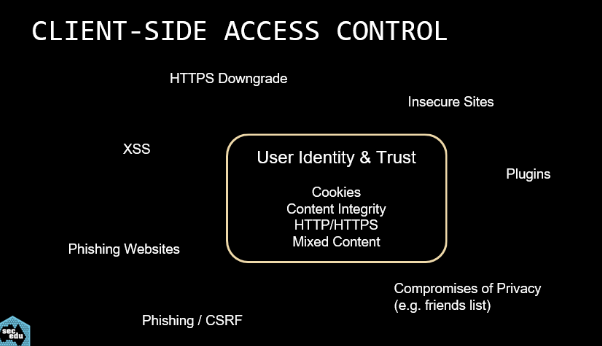 CLIENT-SIDE ACCESS CONTROL
HTTPS Downgrade
Insecure Sites
XSS
User Identity & Trust
Plugins
Cookies
Content Integrity
HTTP/HTTPS
Mixed Content
Phishing Websites
Compromises of Privacy
(e.g. friends list)
Phishing / CSRF
sec
edu